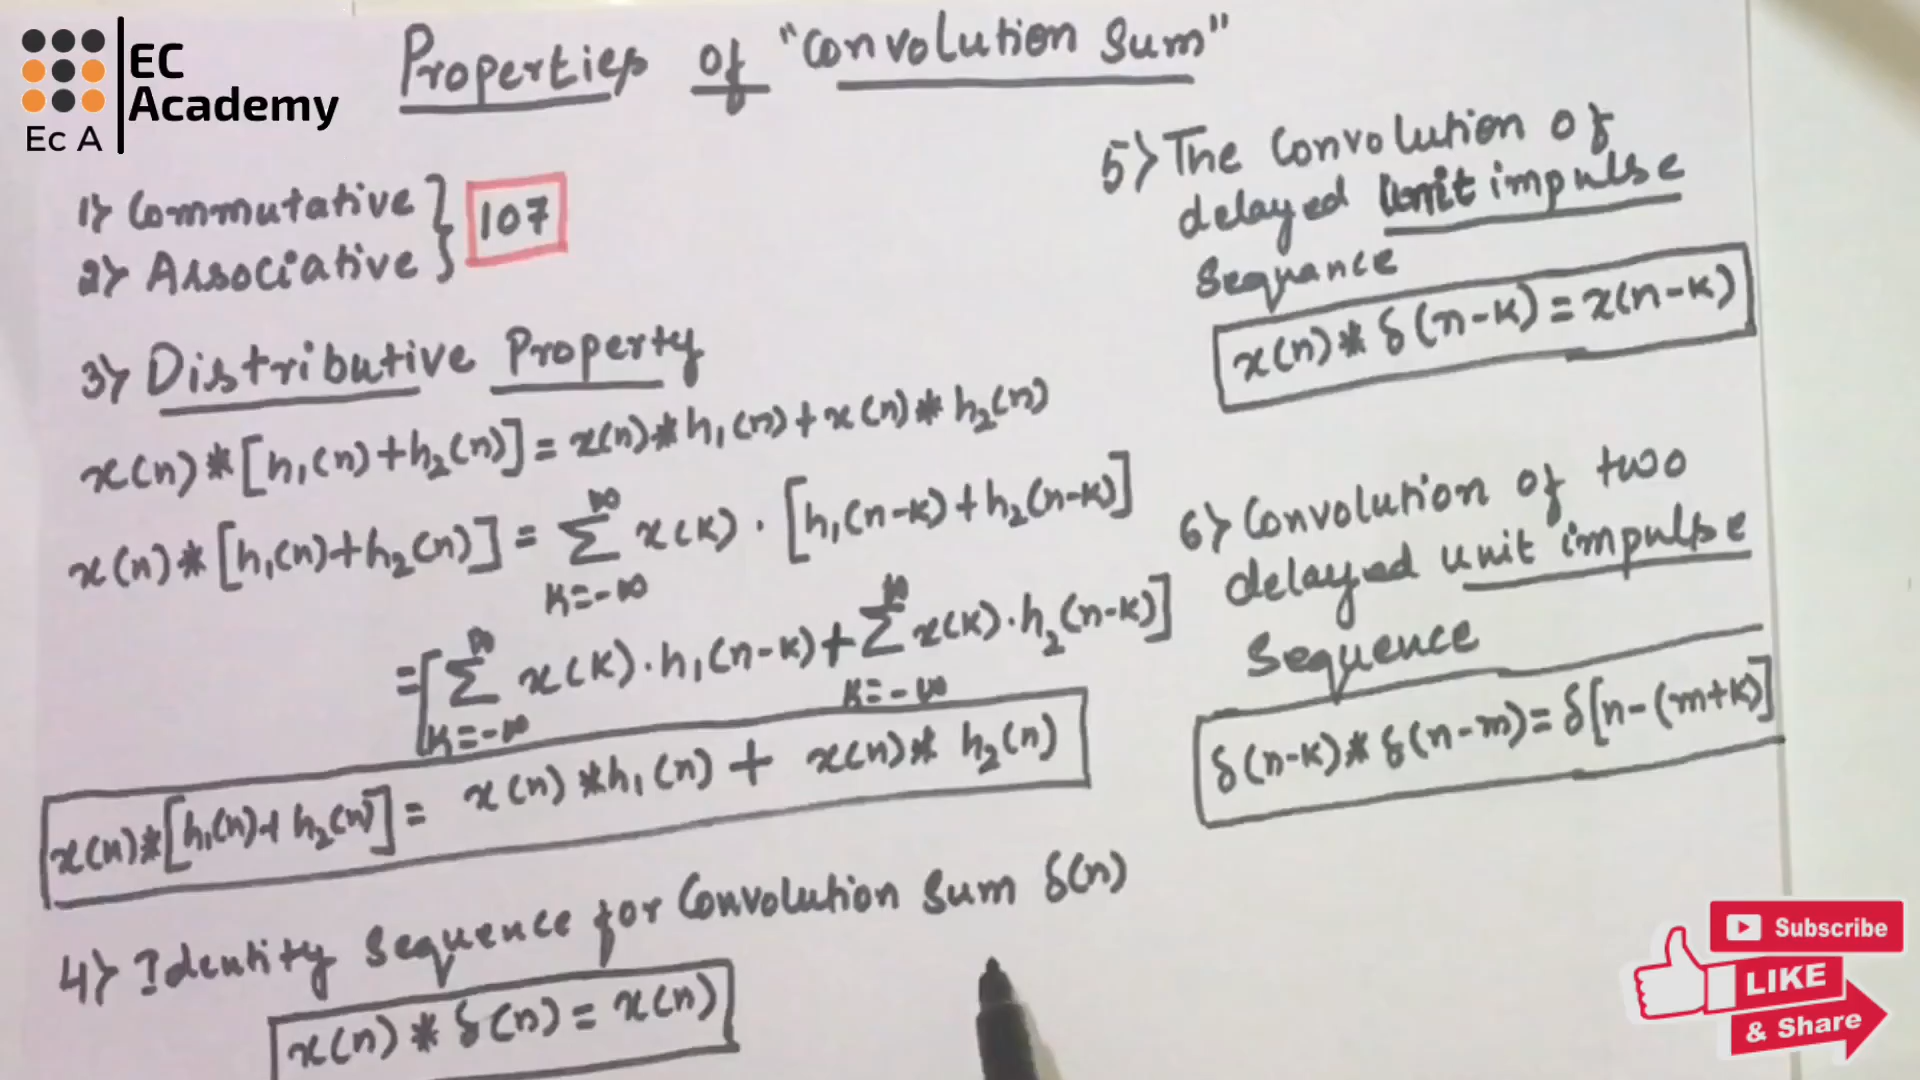 EC
Academy
Ec A
Properties of "Convolution Sum"
1) Commutative
2) Associative
107
3) Distributive Property
x(n)*[h₁(n)+h₂(n)] = x(n)*h₁(n)+x(n)*h₂(n)
x(n)*[h₁(n)+h₂(n)] = ∑ x(k) · [h₁(n-k)+h₂(n-k)]
∞
k=-∞
=[∑ x(k)·h₁(n-k)+∑ x(k)·h₂(n-k)]
∞ ∞
k=-∞ k=-∞
x(n)*[h₁(n)+h₂(n)] = x(n)*h₁(n) + x(n)*h₂(n)
4) Identity Sequence for Convolution Sum δ(n)
x(n) * δ(n) = x(n)
5) The Convolution of
delayed unit impulse
Sequance
x(n)* δ(n-k) = x(n-k)
6) Convolution of two
delayed unit impulse
Sequence
δ(n-k)* δ(n-m) = δ[n-(m+k)]
Subscribe
LIKE
& Share